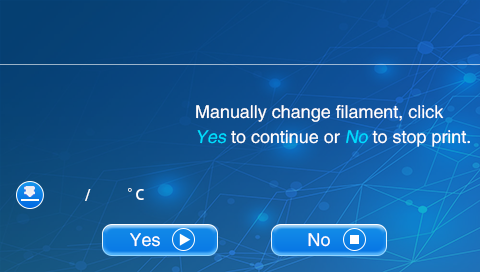 Manually change filament, click
Yes to continue or No to stop print.
/ °C
Yes
No